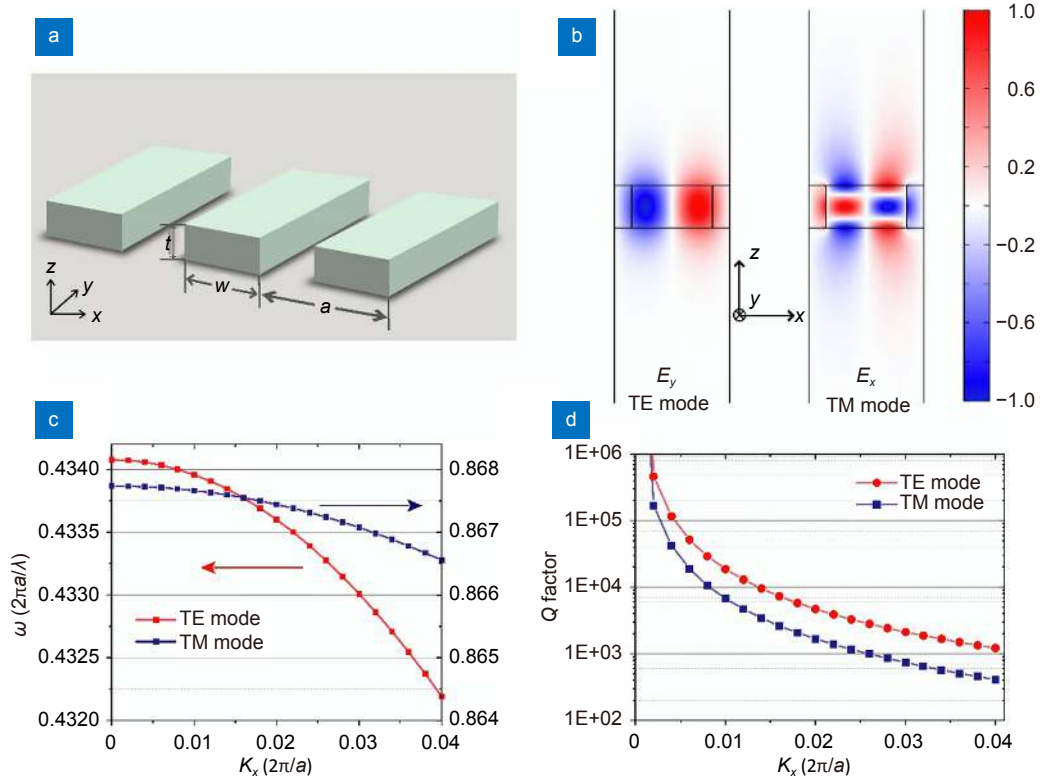 a
t
w
a
z
y
x
b
1.0
0.6
0.2
−0.2
−0.6
−1.0
z
y
x
E_y
TE mode
E_x
TM mode
c
0.4340
0.4335
0.4330
0.4325
0.4320
0.868
0.867
0.866
0.865
0.864
ω (2πa/λ)
TE mode
TM mode
0 0.01 0.02 0.03 0.04
K_x (2π/a)
d
1E+06
1E+05
1E+04
1E+03
1E+02
Q factor
TE mode
TM mode
0 0.01 0.02 0.03 0.04
K_x (2π/a)